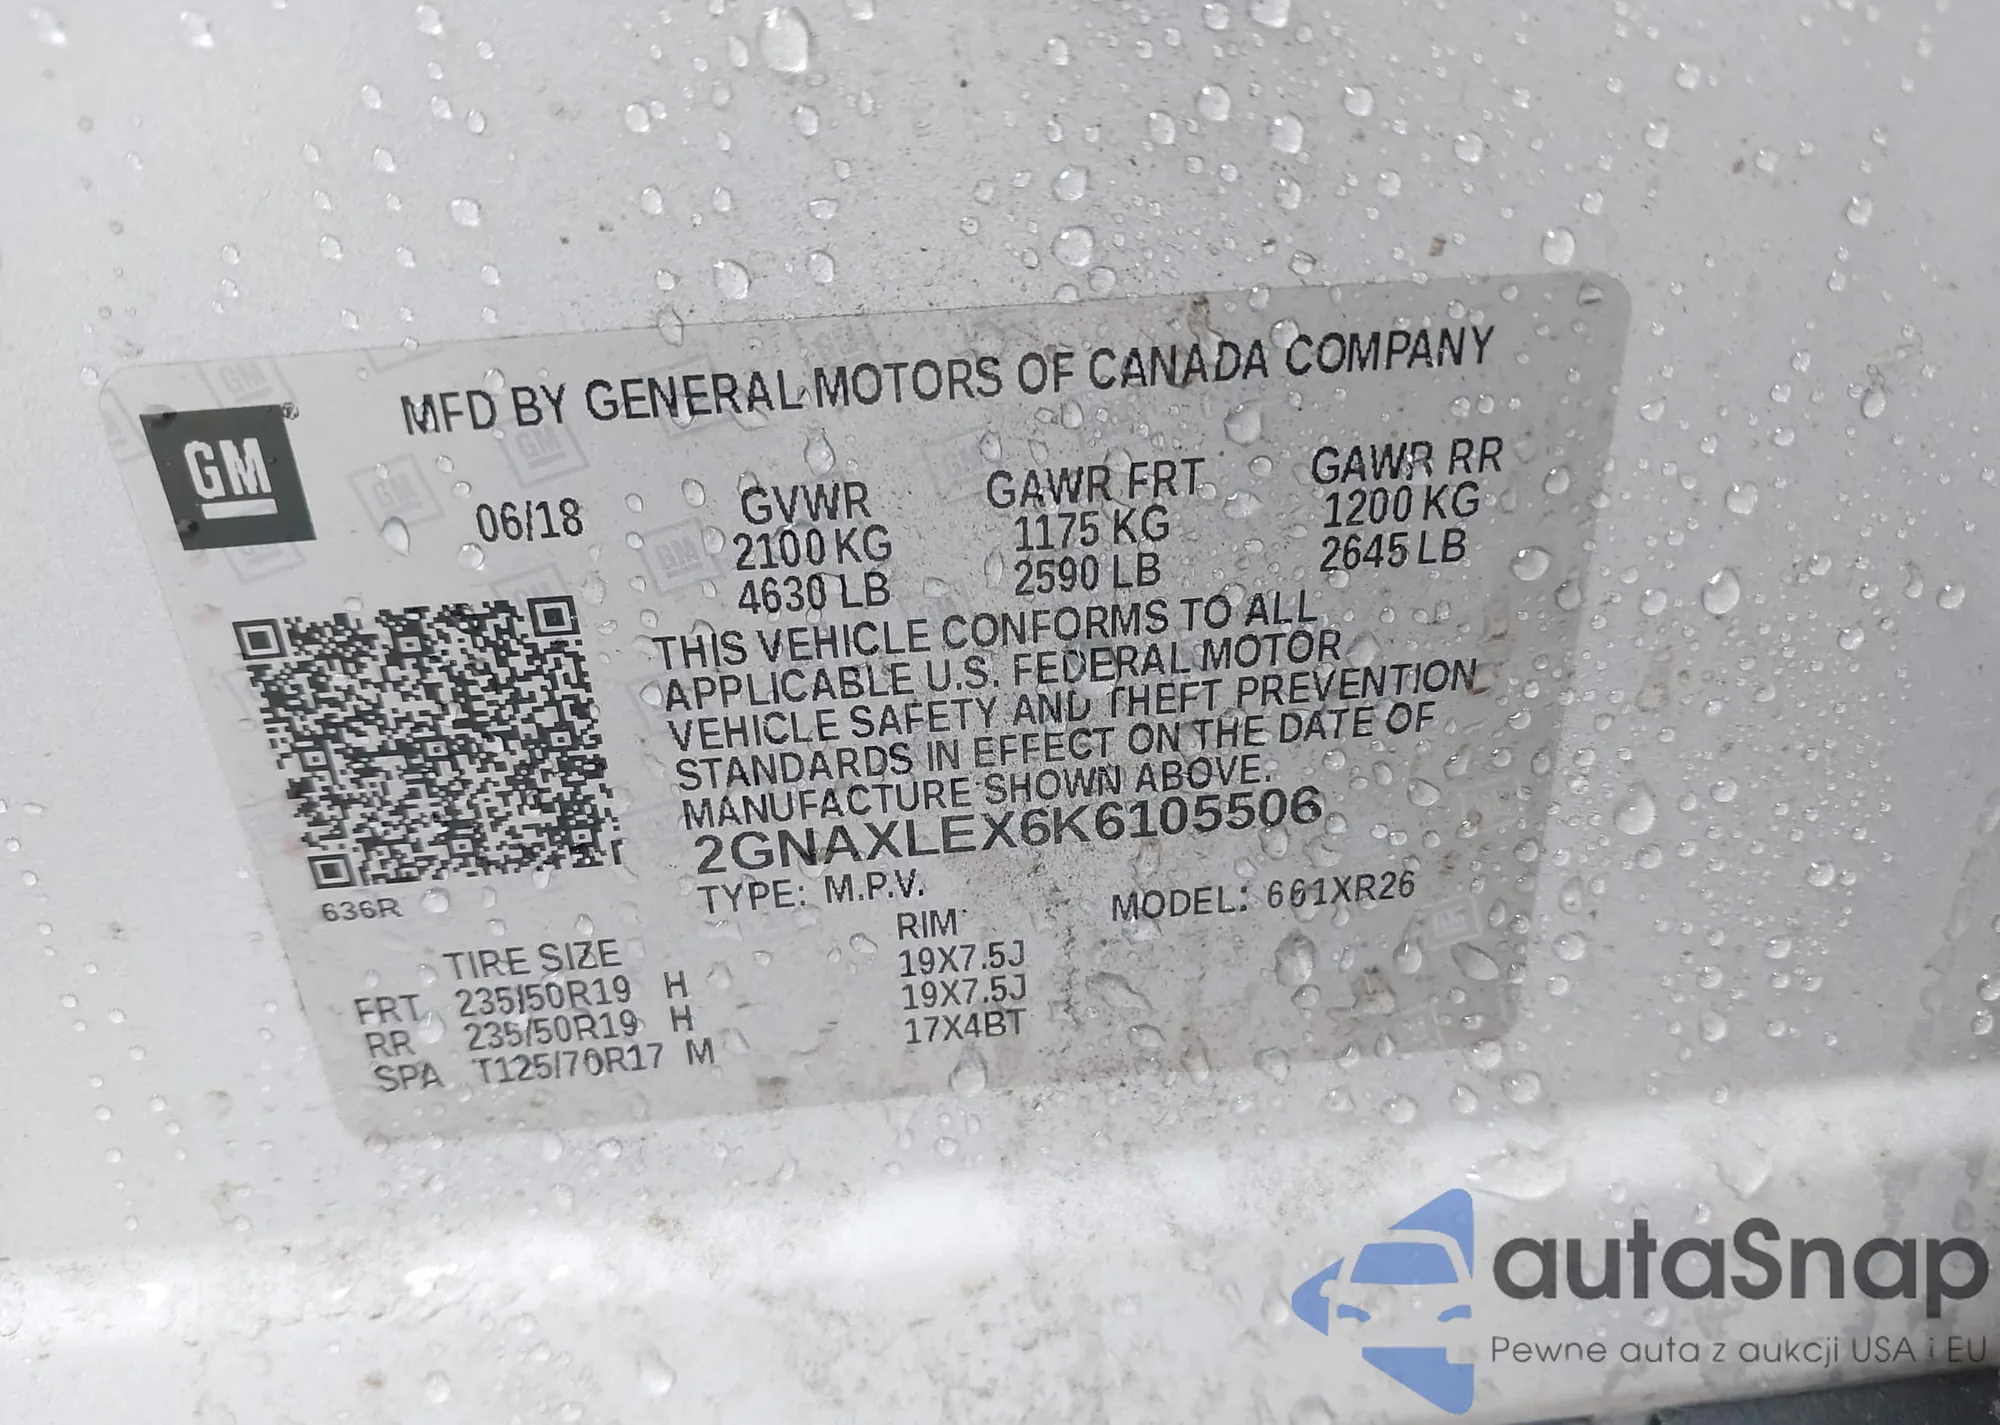 MFD BY GENERAL MOTORS OF CANADA COMPANY
GM
06/18
GVWR
2100 KG
4630 LB
GAWR FRT
1175 KG
2590 LB
GAWR RR
1200 KG
2645 LB
THIS VEHICLE CONFORMS TO ALL
APPLICABLE U.S. FEDERAL MOTOR
VEHICLE SAFETY AND THEFT PREVENTION
STANDARDS IN EFFECT ON THE DATE OF
MANUFACTURE SHOWN ABOVE.
2GNAXLEX6K6105506
TYPE: M.P.V.
MODEL: 661XR26
636R
TIRE SIZE RIM
FRT 235/50R19 H 19X7.5J
RR 235/50R19 H 19X7.5J
SPA T125/70R17 M 17X4BT
autaSnap
Pewne auta z aukcji USA i EU